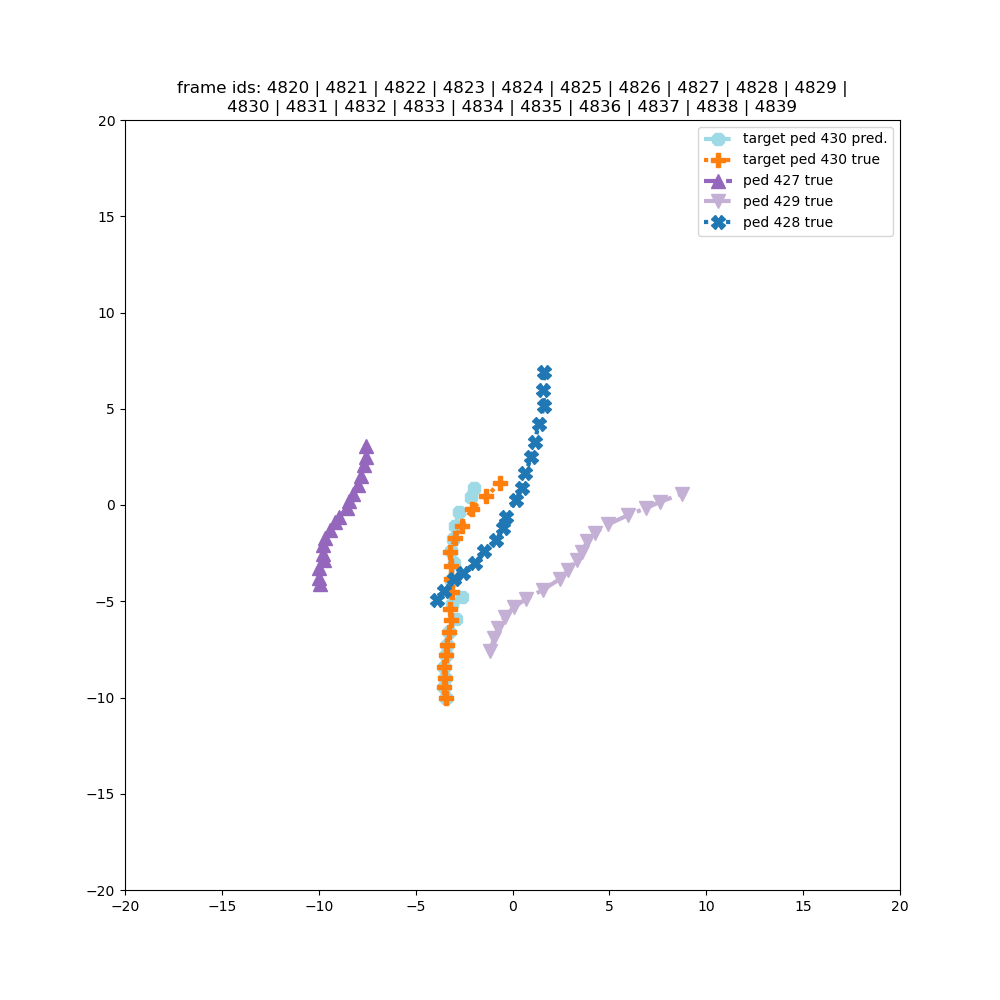 frame ids: 4820 | 4821 | 4822 | 4823 | 4824 | 4825 | 4826 | 4827 | 4828 | 4829 |
4830 | 4831 | 4832 | 4833 | 4834 | 4835 | 4836 | 4837 | 4838 | 4839
target ped 430 pred.
target ped 430 true
ped 427 true
ped 429 true
ped 428 true
20
15
10
5
0
−5
−10
−15
−20
−20 −15 −10 −5 0 5 10 15 20